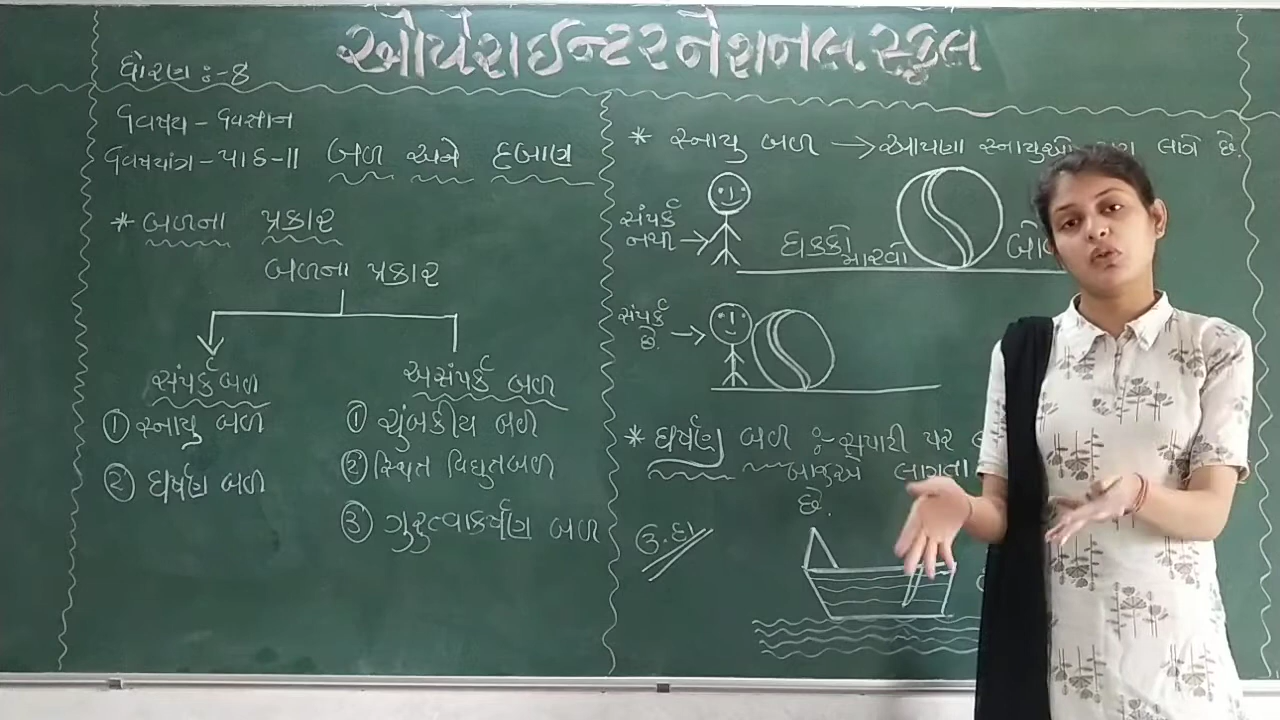 ઓપેરા ઈન્ટરનેશનલ સ્કૂલ
ધોરણ :- 8
વિષય - વિજ્ઞાન
વિષયાંગ - પાઠ-11 બળ અને દબાણ
* બળના પ્રકાર
બળના પ્રકાર
સંપર્ક બળ
① સ્નાયુ બળ
② ઘર્ષણ બળ
અસંપર્ક બળ
① ચુંબકીય બળ
② સ્થિત વિદ્યુતબળ
③ ગુરુત્વાકર્ષણ બળ
* સ્નાયુ બળ → આપણા સ્નાયુઓ લાગે છે.
સંપર્ક
નથી →
ધક્કો
મારવો
સંપર્ક
છે. →
* ઘર્ષણ બળ :- સપાટી પર
લાગતા
છે.
ઉ.દા